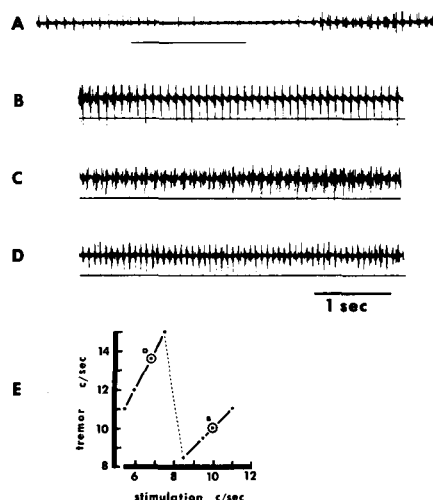 A
B
C
D
1 sec
E
tremor c/sec
14
12
10
8
D
B
6 8 10 12
stimulation c/sec